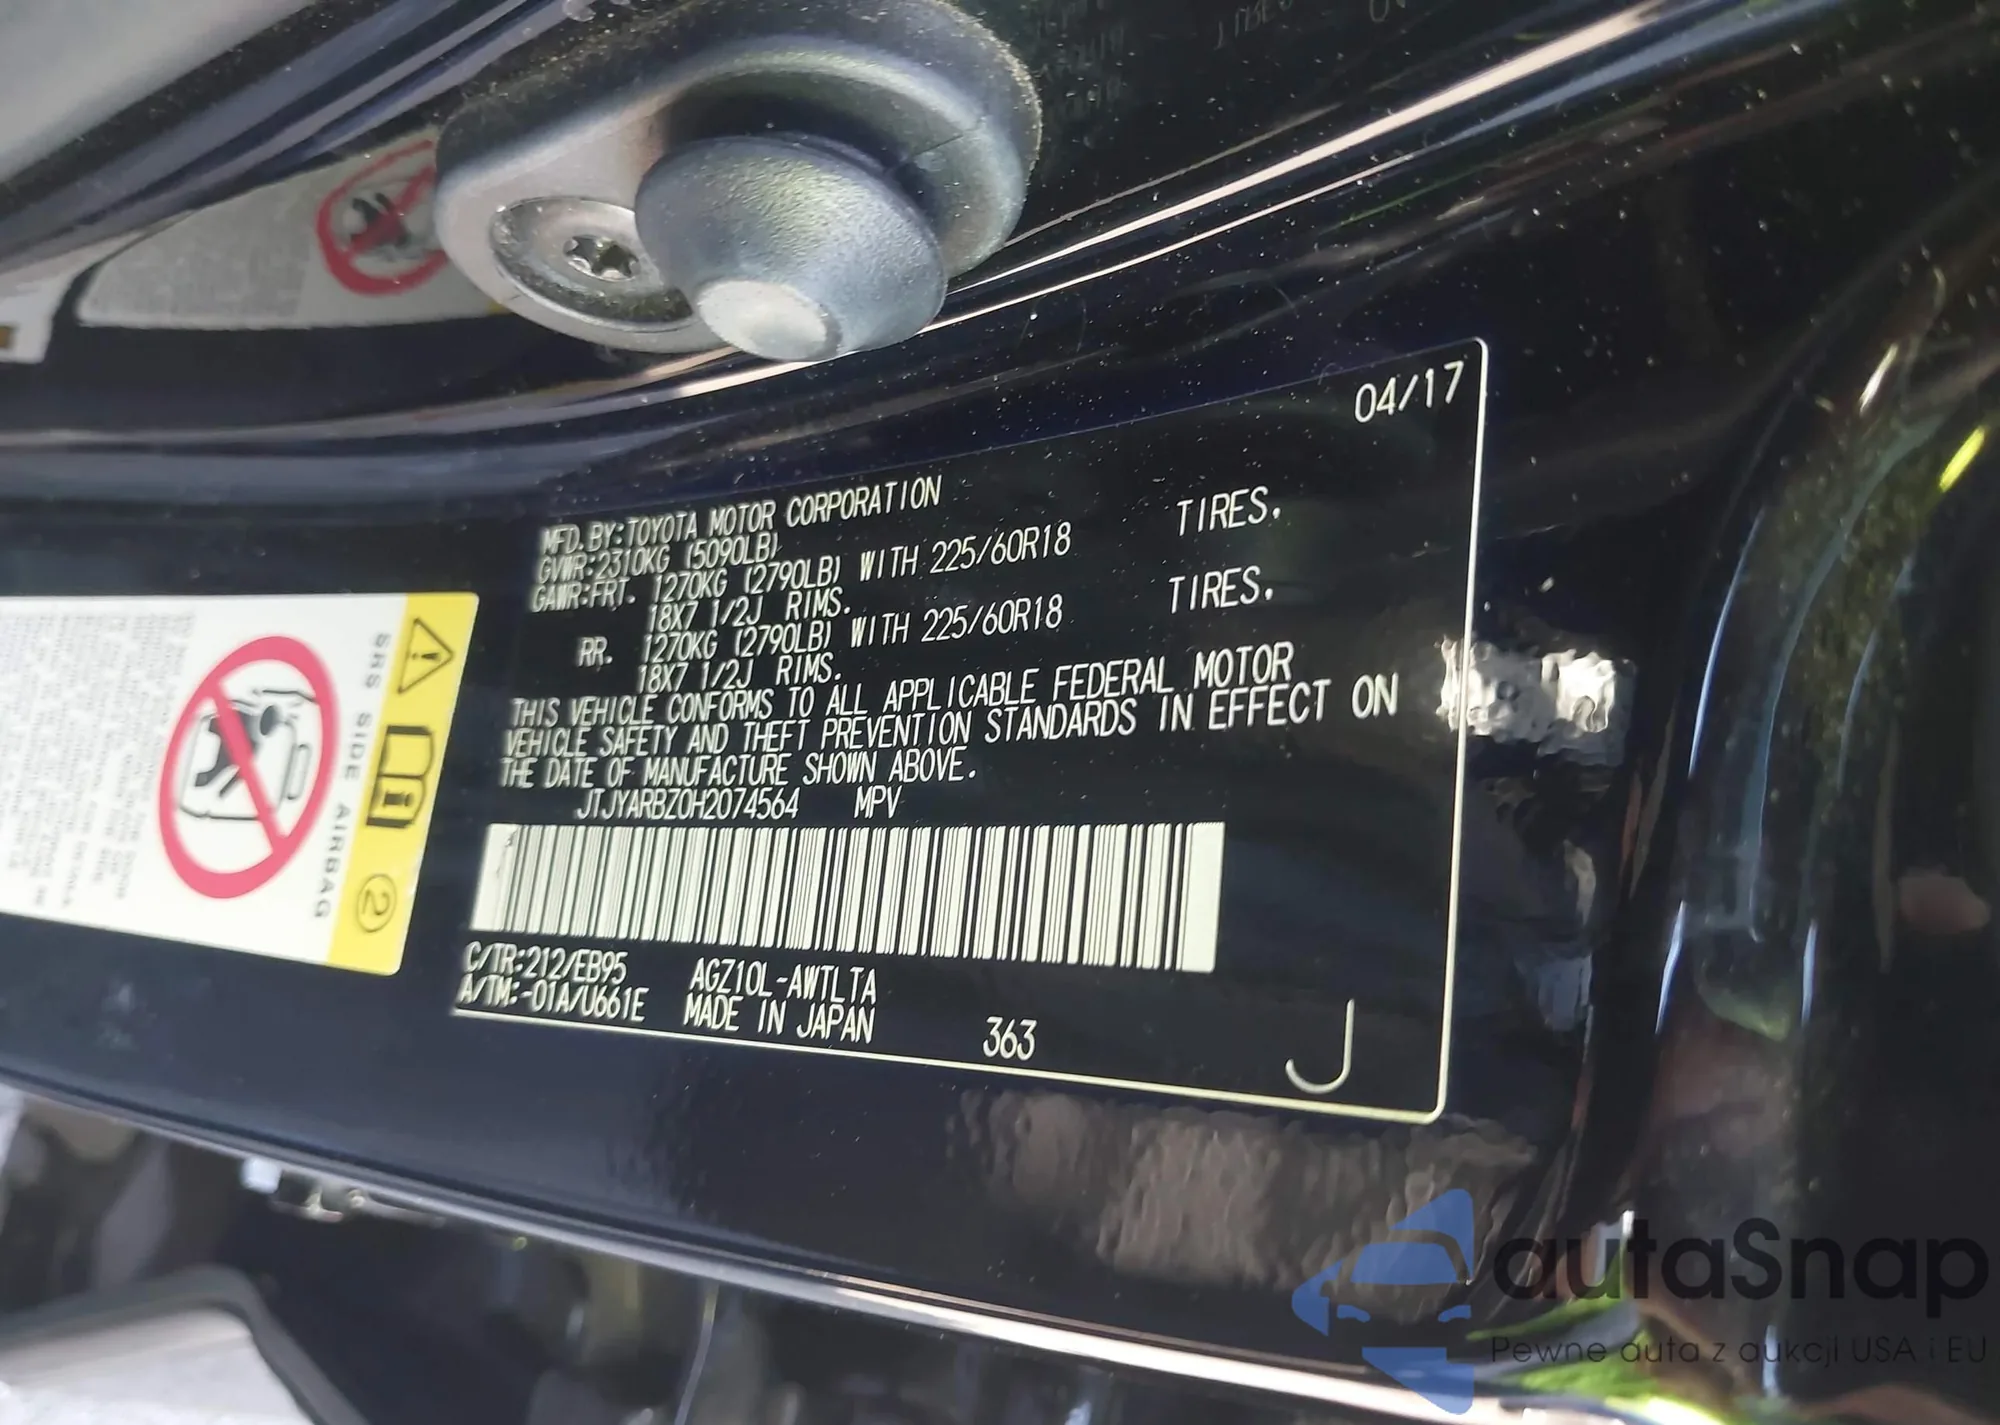 04/17
MFD. BY:TOYOTA MOTOR CORPORATION
GVWR:2310KG (5090LB)
GAWR:FRT. 1270KG (2790LB) WITH 225/60R18 TIRES.
18X7 1/2J RIMS.
RR. 1270KG (2790LB) WITH 225/60R18 TIRES.
18X7 1/2J RIMS.
THIS VEHICLE CONFORMS TO ALL APPLICABLE FEDERAL MOTOR
VEHICLE SAFETY AND THEFT PREVENTION STANDARDS IN EFFECT ON
THE DATE OF MANUFACTURE SHOWN ABOVE.
JTJYARBZ0H2074564 MPV
C/TR:212/EB95 AGZ10L-AWTLTA
A/TM:-01A/U661E MADE IN JAPAN 363
J
SRS SIDE AIRBAG
2
autaSnap
Pewne auta z aukcji USA i EU